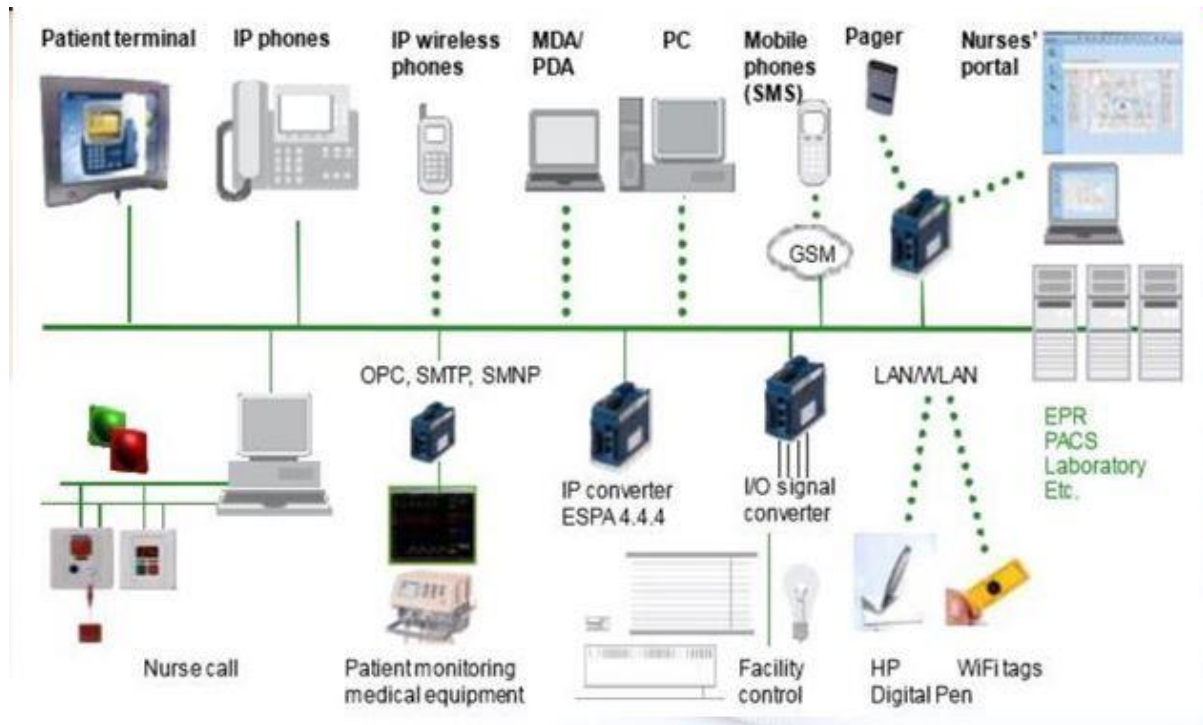 Patient terminal
IP phones
IP wireless
phones
MDA/
PDA
PC
Mobile
phones
(SMS)
Pager
Nurses'
portal
GSM
OPC, SMTP, SMNP
LAN/WLAN
EPR
PACS
Laboratory
Etc.
IP converter
ESPA 4.4.4
I/O signal
converter
Nurse call
Patient monitoring
medical equipment
Facility
control
HP
Digital Pen
WiFi tags